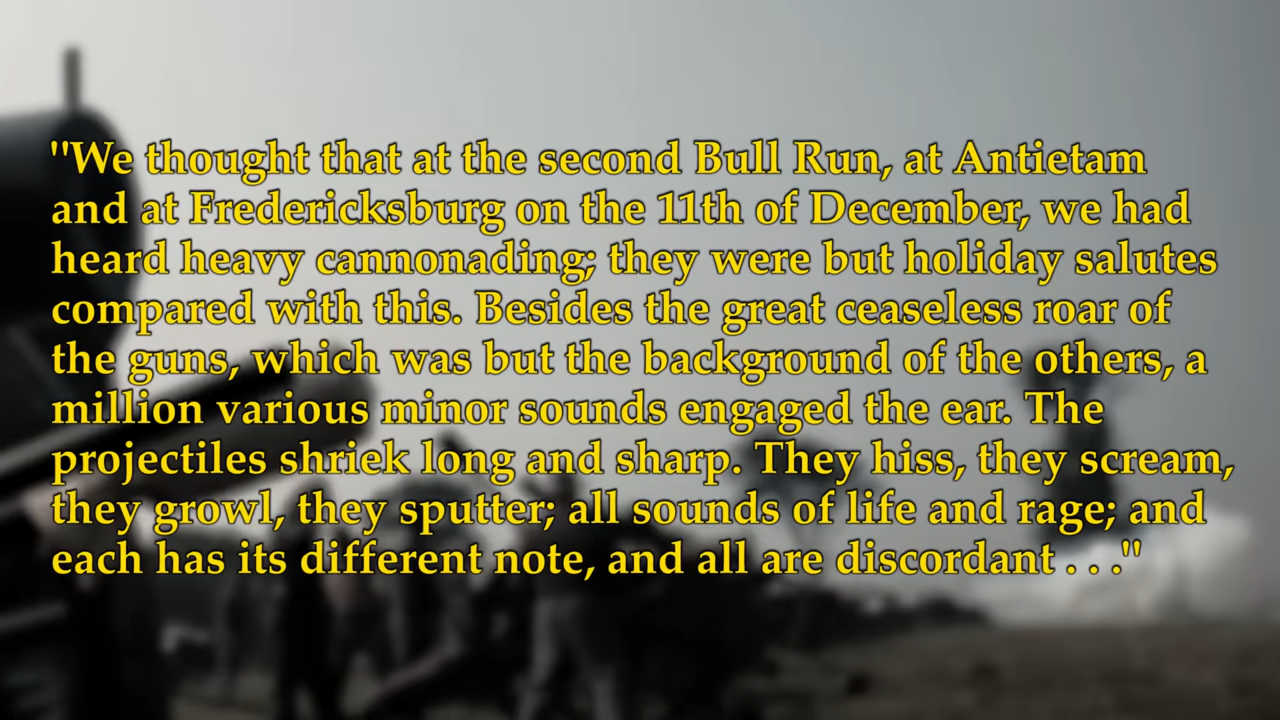 "We thought that at the second Bull Run, at Antietam
and at Fredericksburg on the 11th of December, we had
heard heavy cannonading; they were but holiday salutes
compared with this. Besides the great ceaseless roar of
the guns, which was but the background of the others, a
million various minor sounds engaged the ear. The
projectiles shriek long and sharp. They hiss, they scream,
they growl, they sputter; all sounds of life and rage; and
each has its different note, and all are discordant . . ."